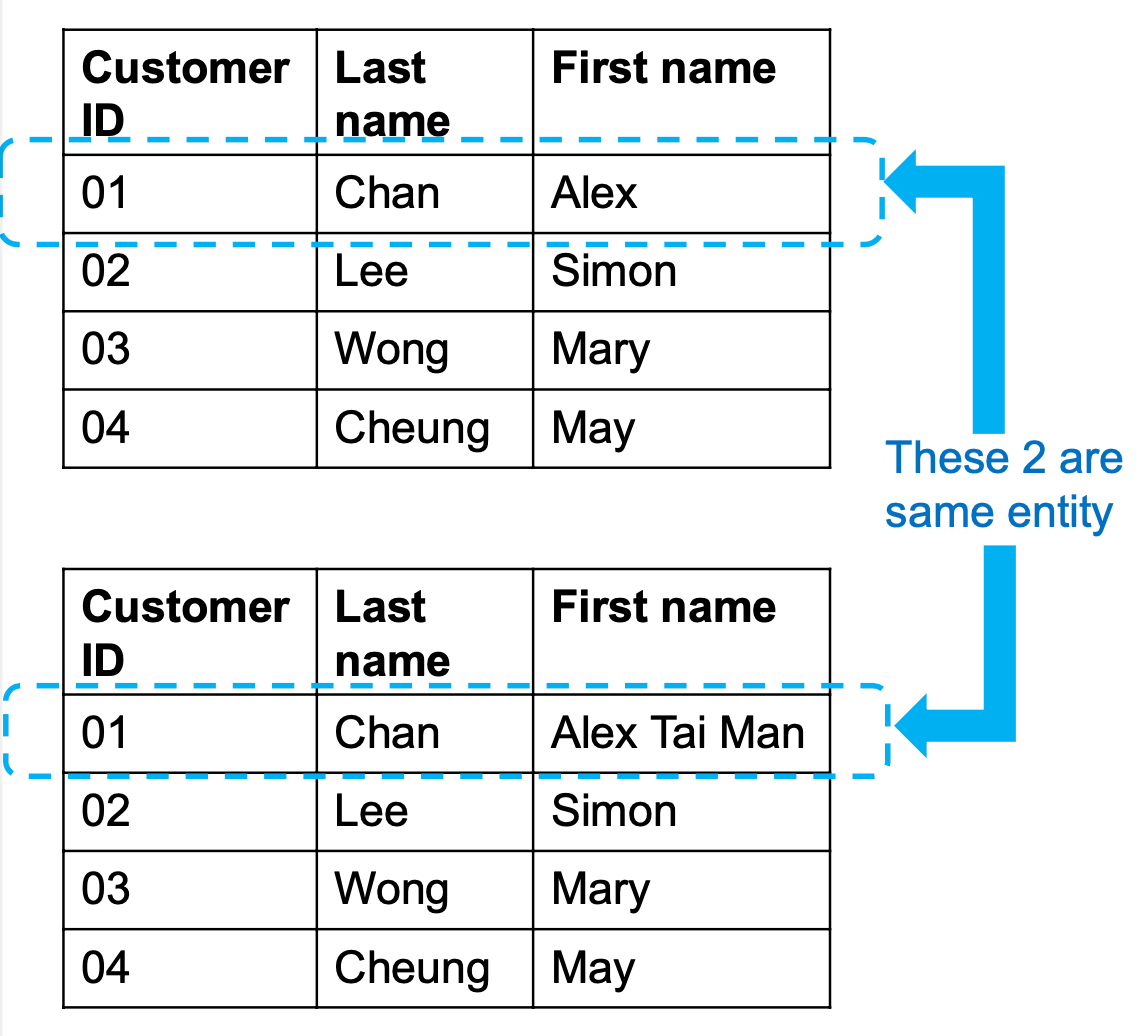 Customer ID Last name First name
01 Chan Alex
02 Lee Simon
03 Wong Mary
04 Cheung May
These 2 are
same entity
Customer ID Last name First name
01 Chan Alex Tai Man
02 Lee Simon
03 Wong Mary
04 Cheung May